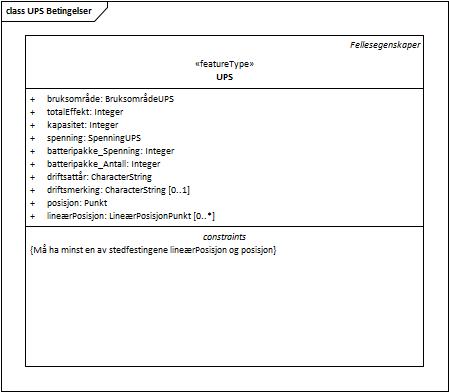 class UPS Betingelser
Fellesegenskaper
«featureType»
UPS
+ bruksområde: BruksområdeUPS
+ totalEffekt: Integer
+ kapasitet: Integer
+ spenning: SpenningUPS
+ batteripakke_Spenning: Integer
+ batteripakke_Antall: Integer
+ driftsattår: CharacterString
+ driftsmerking: CharacterString [0..1]
+ posisjon: Punkt
+ lineærPosisjon: LineærPosisjonPunkt [0..*]
constraints
{Må ha minst en av stedfestingene lineærPosisjon og posisjon}